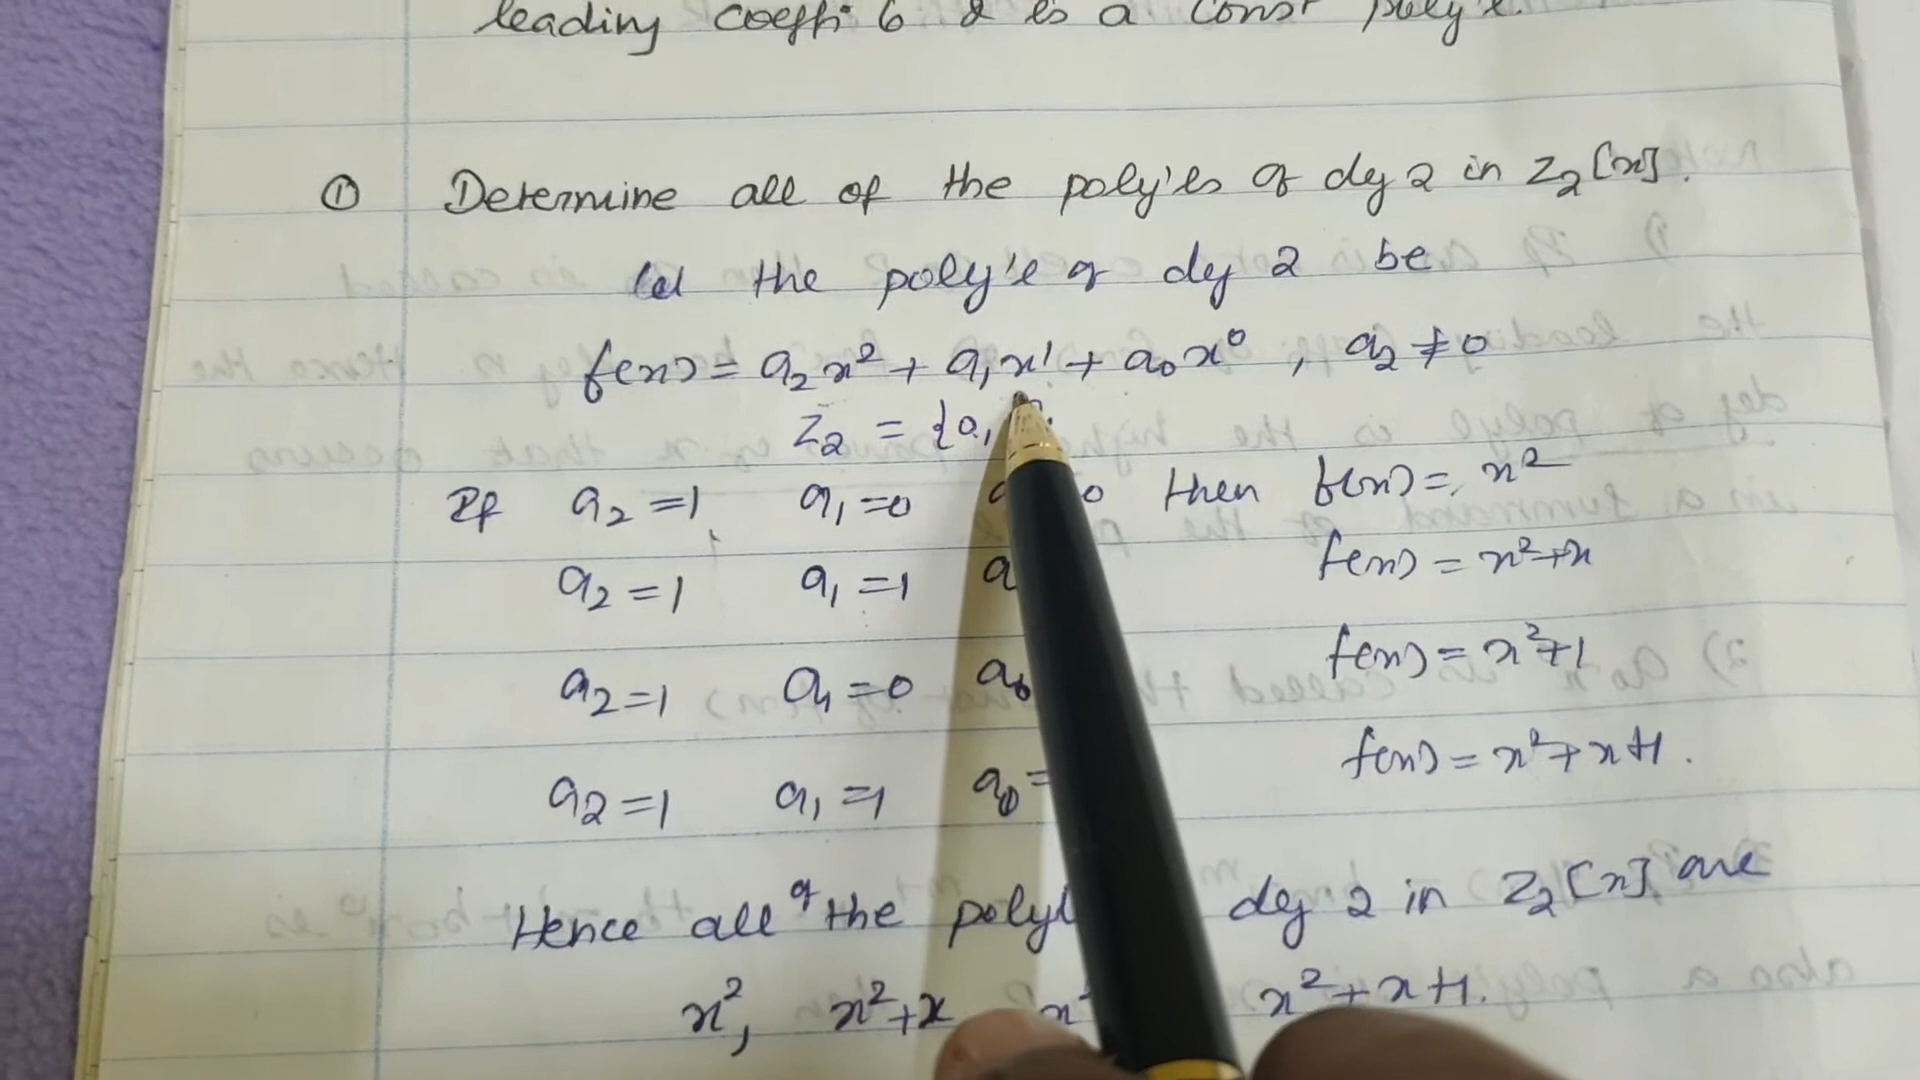 leading coeffi 6 & is a const poly'l.
① Determine all of the poly'ls of deg 2 in Z₂[x].
Let the poly'l of deg 2 be
f(x) = a₂x² + a₁x¹ + a₀x⁰, a₂ ≠ 0
Z₂ = {0,
If a₂ = 1 a₁ = 0 0 then f(x) = x²
a₂ = 1 a₁ = 1 a f(x) = x²+x
a₂ = 1 a₁ = 0 a₀ f(x) = x²+1
a₂ = 1 a₁ = 1 a₀ = f(x) = x²+x+1.
Hence all of the polyl deg 2 in Z₂[x] are
x², x²+x x² x²+x+1.